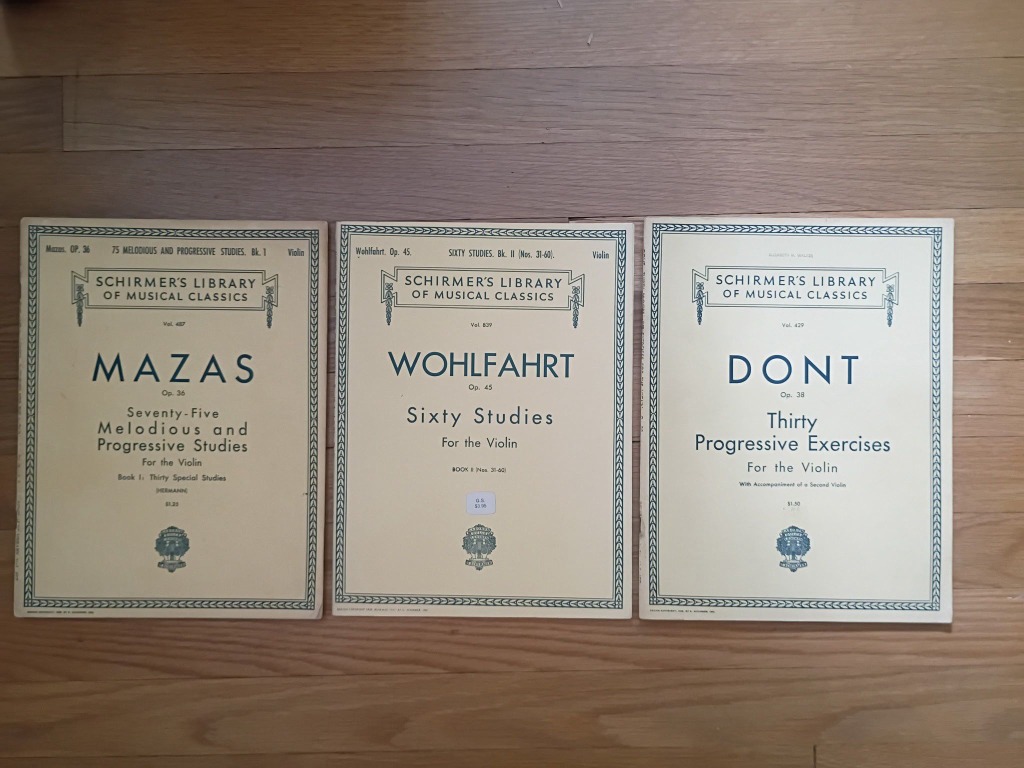 Mazas. OP. 36 75 MELODIOUS AND PROGRESSIVE STUDIES. Bk. 1 Violin
SCHIRMER'S LIBRARY
OF MUSICAL CLASSICS
Vol. 487
MAZAS
Op. 36
Seventy-Five
Melodious and
Progressive Studies
For the Violin
Book I: Thirty Special Studies
(HERMANN)
$1.25
Wohlfahrt. Op. 45. SIXTY STUDIES, Bk. II (Nos. 31-60). Violin
SCHIRMER'S LIBRARY
OF MUSICAL CLASSICS
Vol. 839
WOHLFAHRT
Op. 45
Sixty Studies
For the Violin
BOOK II (Nos. 31-60)
G.S.
SCHIRMER'S LIBRARY
OF MUSICAL CLASSICS
Vol. 429
DONT
Op. 38
Thirty
Progressive Exercises
For the Violin
With Accompaniment of a Second Violin
$1.50